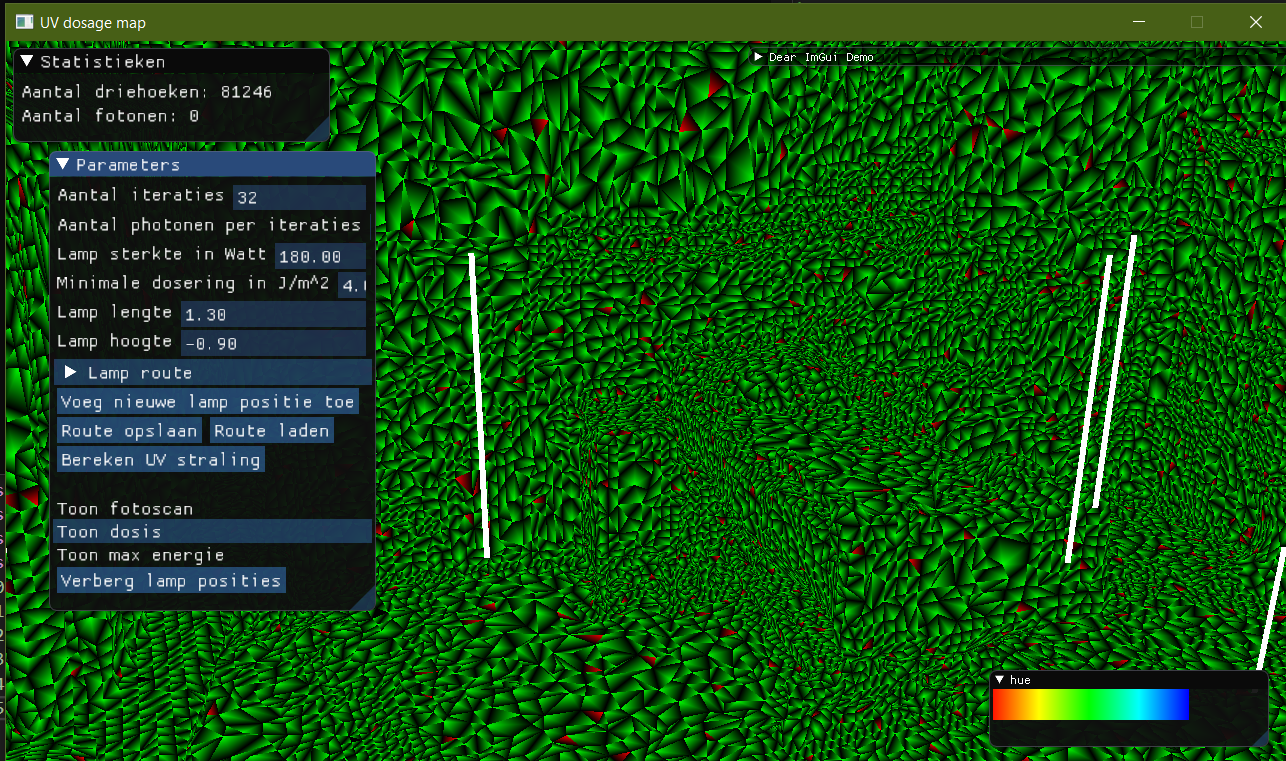 UV dosage map
Statistieken
Aantal driehoeken: 81246
Aantal fotonen: 0
Dear ImGui Demo
Parameters
Aantal iteraties 32
Aantal photonen per iteraties
Lamp sterkte in Watt 180.00
Minimale dosering in J/m^2 4.
Lamp lengte 1.30
Lamp hoogte -0.90
Lamp route
Voeg nieuwe lamp positie toe
Route opslaan Route laden
Bereken UV straling
Toon fotoscan
Toon dosis
Toon max energie
Verberg lamp posities
hue